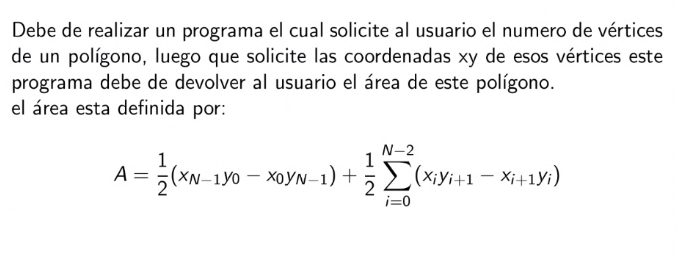 Debe de realizar un programa el cual solicite al usuario el numero de vértices
de un polígono, luego que solicite las coordenadas xy de esos vértices este
programa debe de devolver al usuario el área de este polígono.
el área esta definida por:
A = \frac{1}{2}(x_{N-1}y_0 - x_0y_{N-1}) + \frac{1}{2}\sum_{i=0}^{N-2}(x_iy_{i+1} - x_{i+1}y_i)